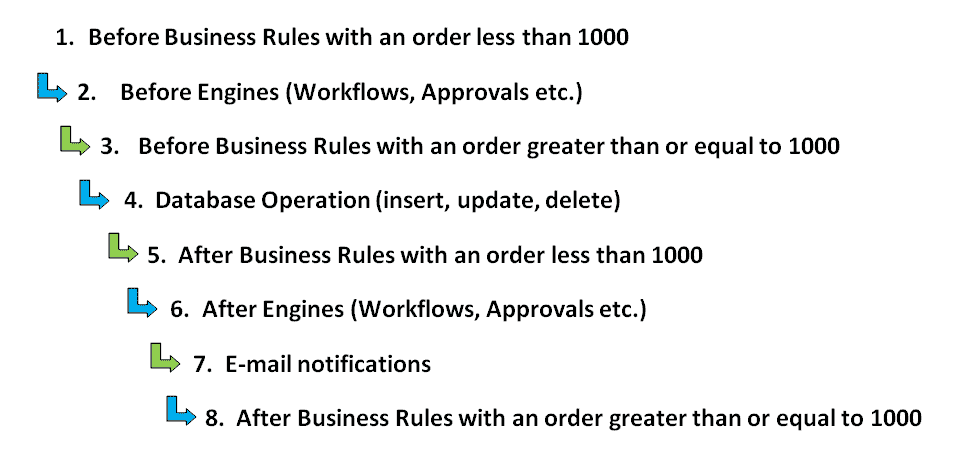 1. Before Business Rules with an order less than 1000
2. Before Engines (Workflows, Approvals etc.)
3. Before Business Rules with an order greater than or equal to 1000
4. Database Operation (insert, update, delete)
5. After Business Rules with an order less than 1000
6. After Engines (Workflows, Approvals etc.)
7. E-mail notifications
8. After Business Rules with an order greater than or equal to 1000